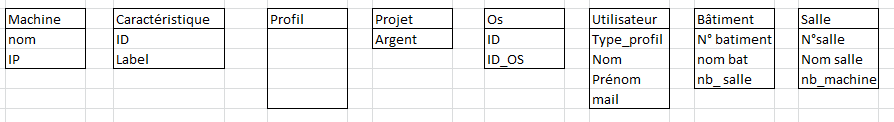 Machine
nom
IP
Caractéristique
ID
Label
Profil
Projet
Argent
Os
ID
ID_OS
Utilisateur
Type_profil
Nom
Prénom
mail
Bâtiment
N° batiment
nom bat
nb_ salle
Salle
N°salle
Nom salle
nb_machine